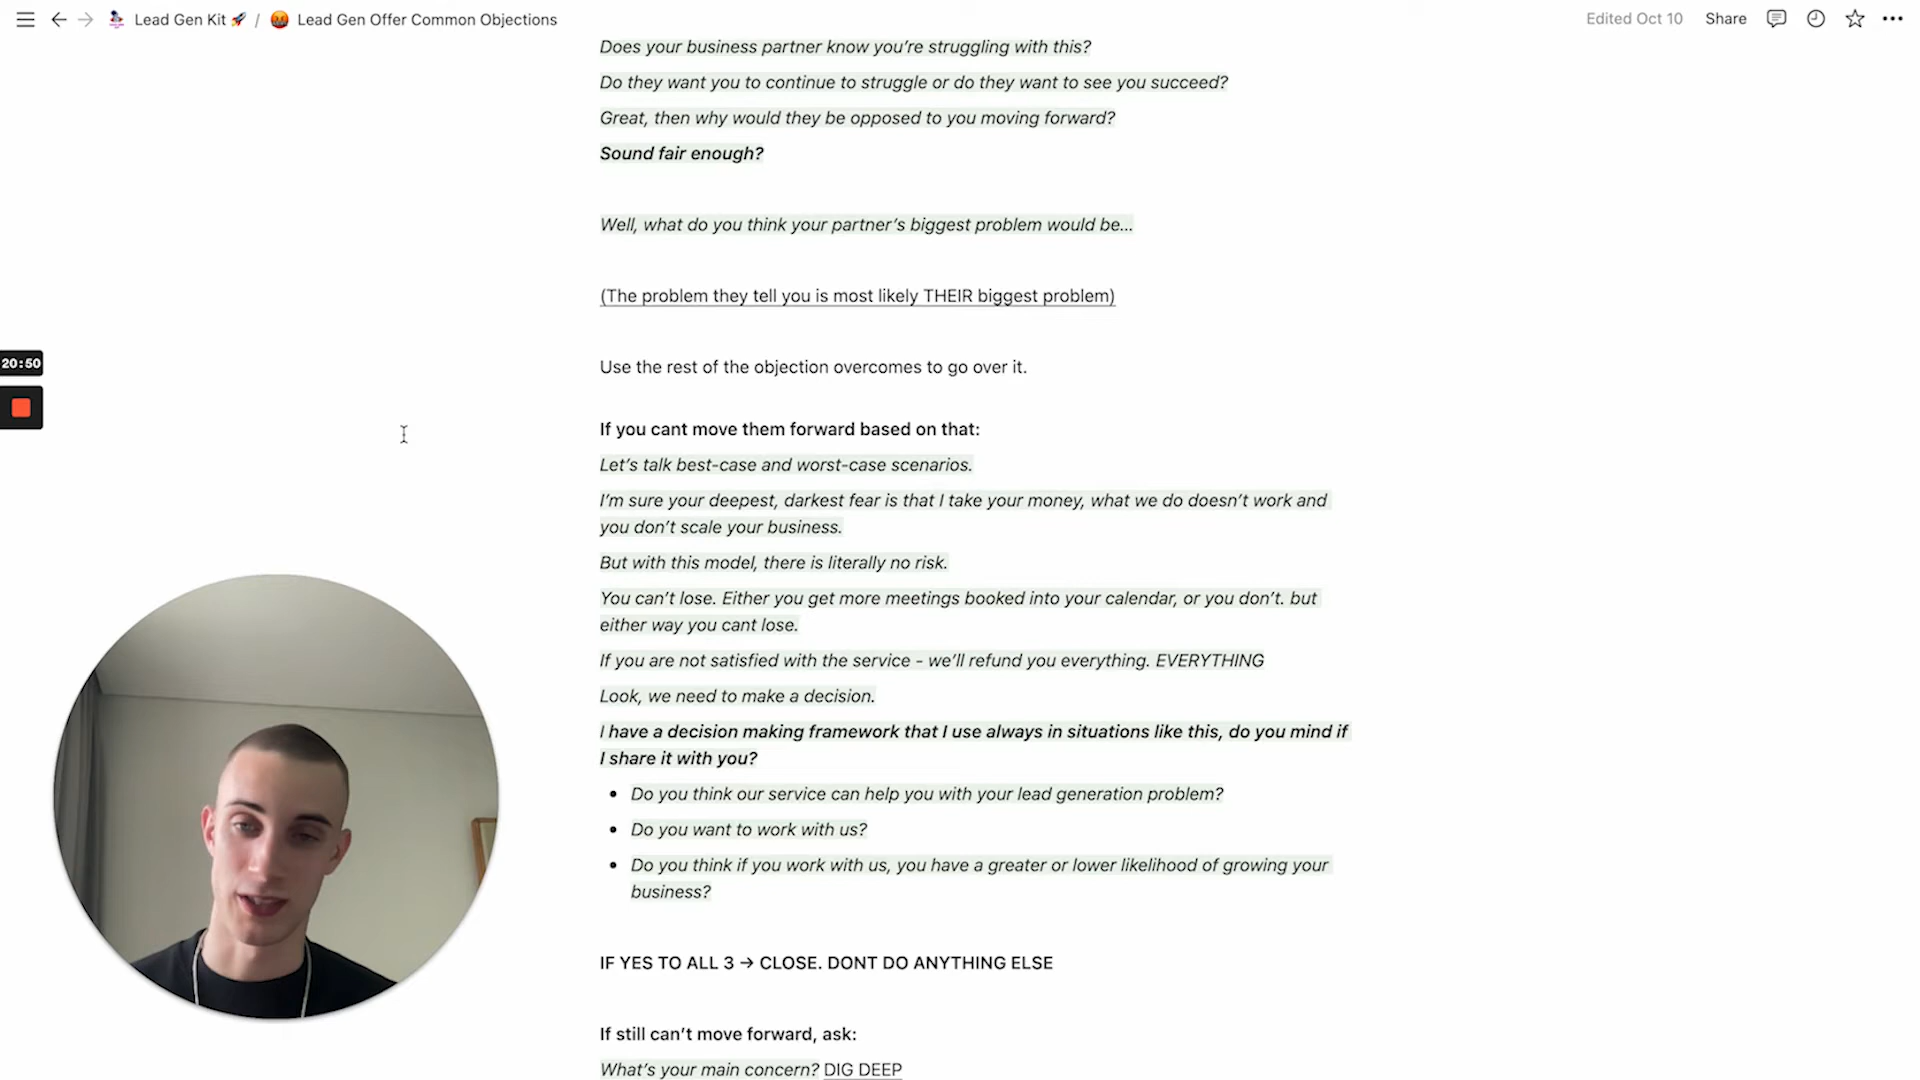 Lead Gen Kit 🚀 / 🤬 Lead Gen Offer Common Objections
Edited Oct 10 Share
Does your business partner know you’re struggling with this?
Do they want you to continue to struggle or do they want to see you succeed?
Great, then why would they be opposed to you moving forward?
Sound fair enough?
Well, what do you think your partner’s biggest problem would be...
(The problem they tell you is most likely THEIR biggest problem)
20:50
Use the rest of the objection overcomes to go over it.
If you cant move them forward based on that:
Let’s talk best-case and worst-case scenarios.
I’m sure your deepest, darkest fear is that I take your money, what we do doesn’t work and
you don’t scale your business.
But with this model, there is literally no risk.
You can’t lose. Either you get more meetings booked into your calendar, or you don’t. but
either way you cant lose.
If you are not satisfied with the service - we’ll refund you everything. EVERYTHING
Look, we need to make a decision.
I have a decision making framework that I use always in situations like this, do you mind if
I share it with you?
• Do you think our service can help you with your lead generation problem?
• Do you want to work with us?
• Do you think if you work with us, you have a greater or lower likelihood of growing your
business?
IF YES TO ALL 3 → CLOSE. DONT DO ANYTHING ELSE
If still can’t move forward, ask:
What’s your main concern? DIG DEEP